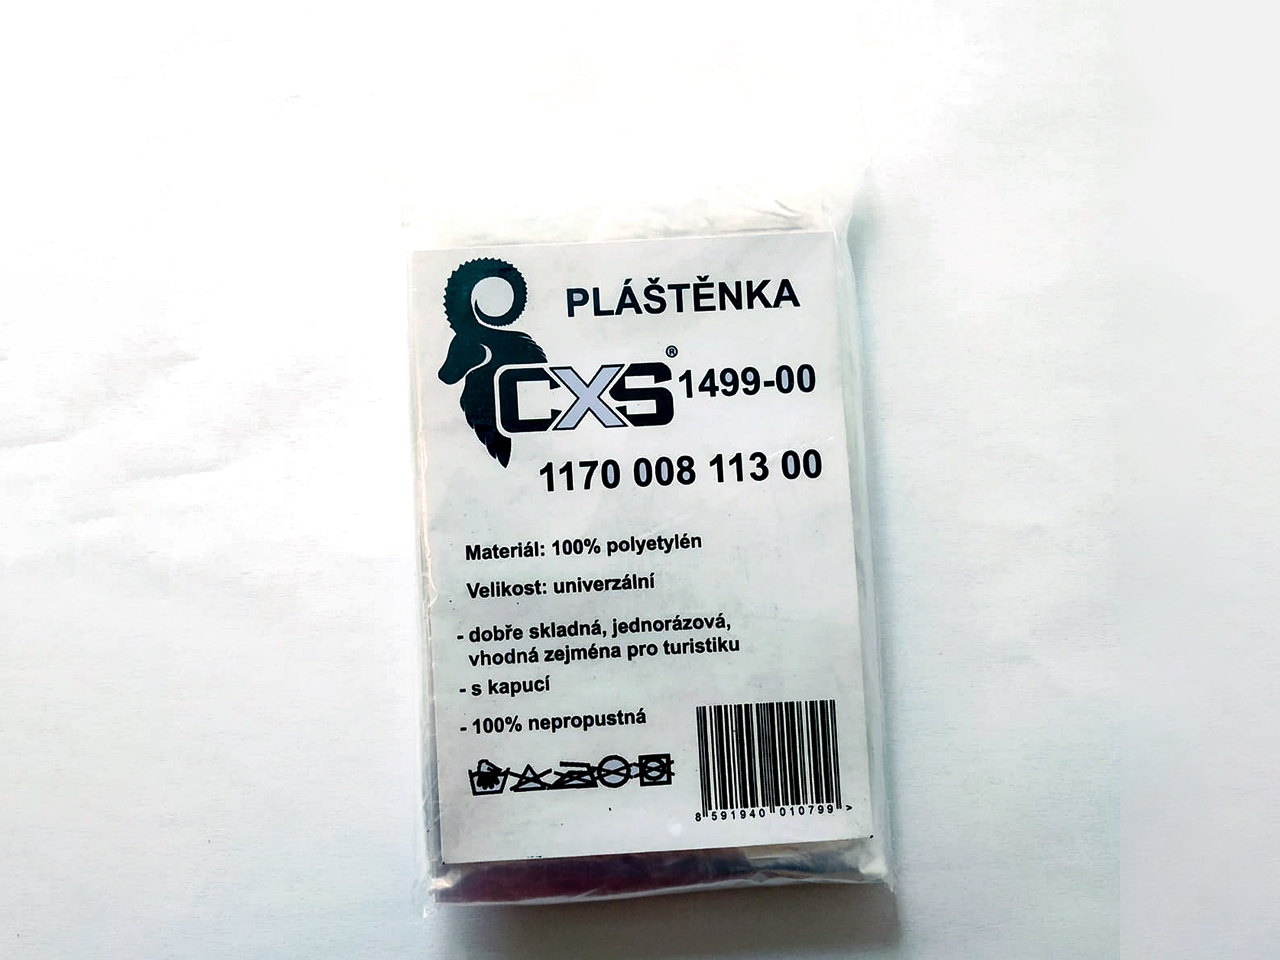 PLÁŠTĚNKA
CXS® 1499-00
1170 008 113 00
Materiál: 100% polyetylén
Velikost: univerzální
- dobře skladná, jednorázová,
vhodná zejména pro turistiku
- s kapucí
- 100% nepropustná
8 591940 010799 >